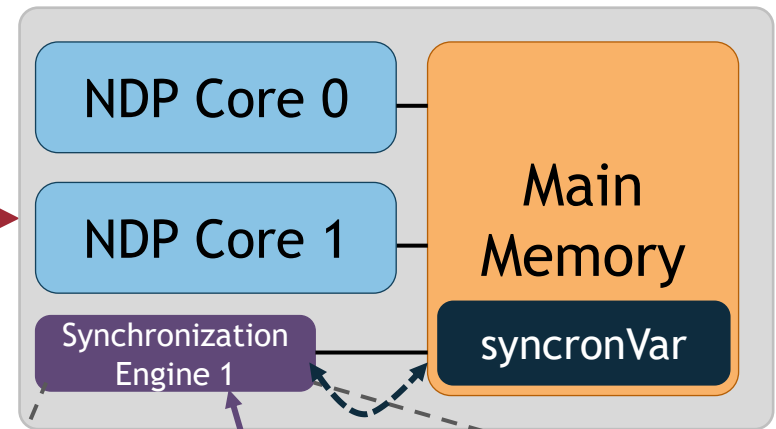 NDP Core 0
NDP Core 1
Main
Memory
Synchronization
Engine 1
syncronVar